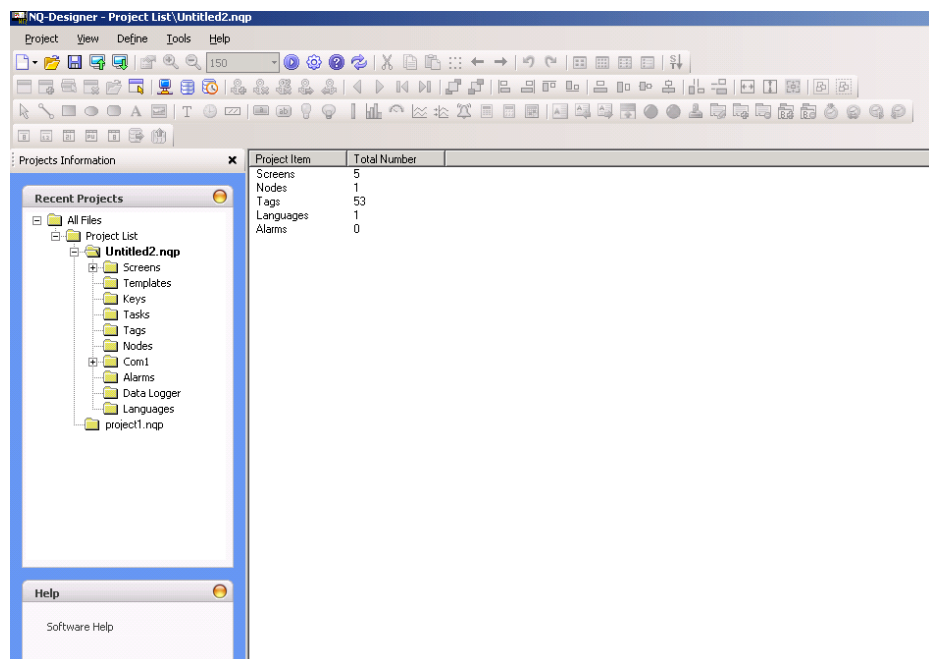 NQ-Designer - Project List\Untitled2.nqp
Project View Define Tools Help
150
Projects Information
Project Item Total Number
Screens 5
Nodes 1
Tags 53
Languages 1
Alarms 0
Recent Projects
All Files
Project List
Untitled2.nqp
Screens
Templates
Keys
Tasks
Tags
Nodes
Com1
Alarms
Data Logger
Languages
project1.nqp
Help
Software Help